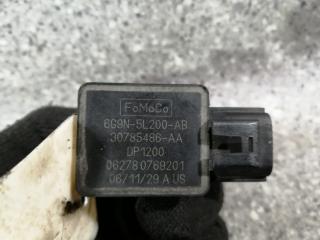 FoMoCo
6G9N-5L200-AB
30785486-AA
DP1200
062780769201
06/11/29 A US